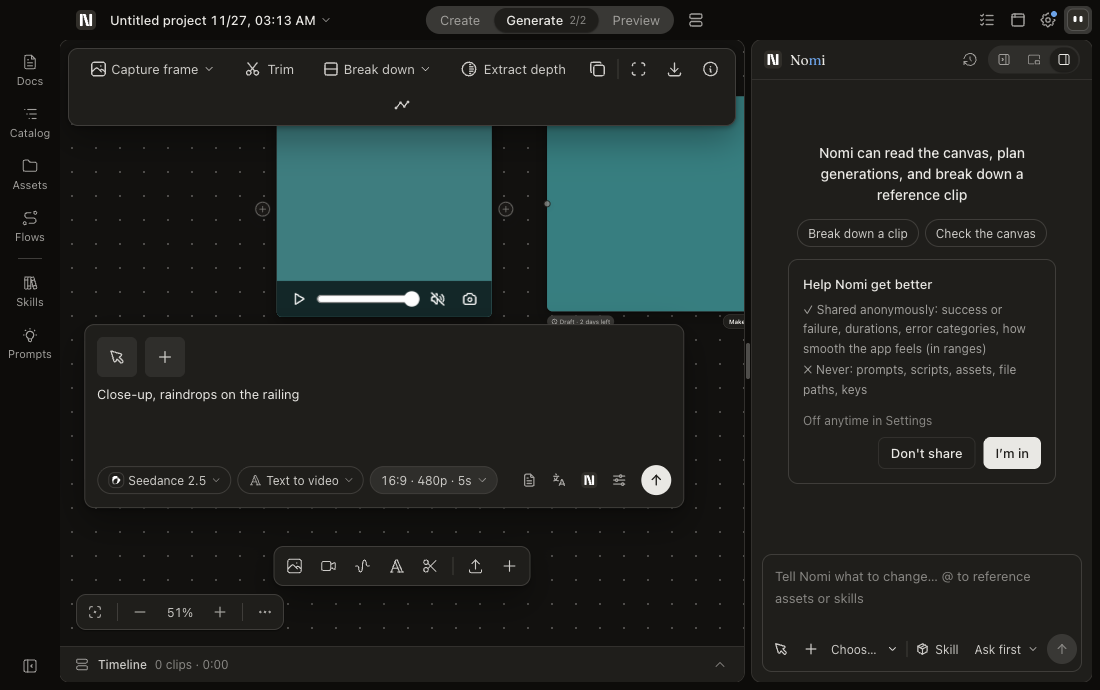 Untitled project 11/27, 03:13 AM
Create
Generate 2/2
Preview
Docs
Catalog
Assets
Flows
Skills
Prompts
Capture frame
Trim
Break down
Extract depth
Draft · 2 days left
Make
Close-up, raindrops on the railing
Seedance 2.5
Text to video
16:9 · 480p · 5s
51%
Timeline 0 clips · 0:00
Nomi
Nomi can read the canvas, plan
generations, and break down a
reference clip
Break down a clip
Check the canvas
Help Nomi get better
✓ Shared anonymously: success or
failure, durations, error categories, how
smooth the app feels (in ranges)
✕ Never: prompts, scripts, assets, file
paths, keys
Off anytime in Settings
Don't share
I'm in
Tell Nomi what to change... @ to reference
assets or skills
Choos...
Skill
Ask first